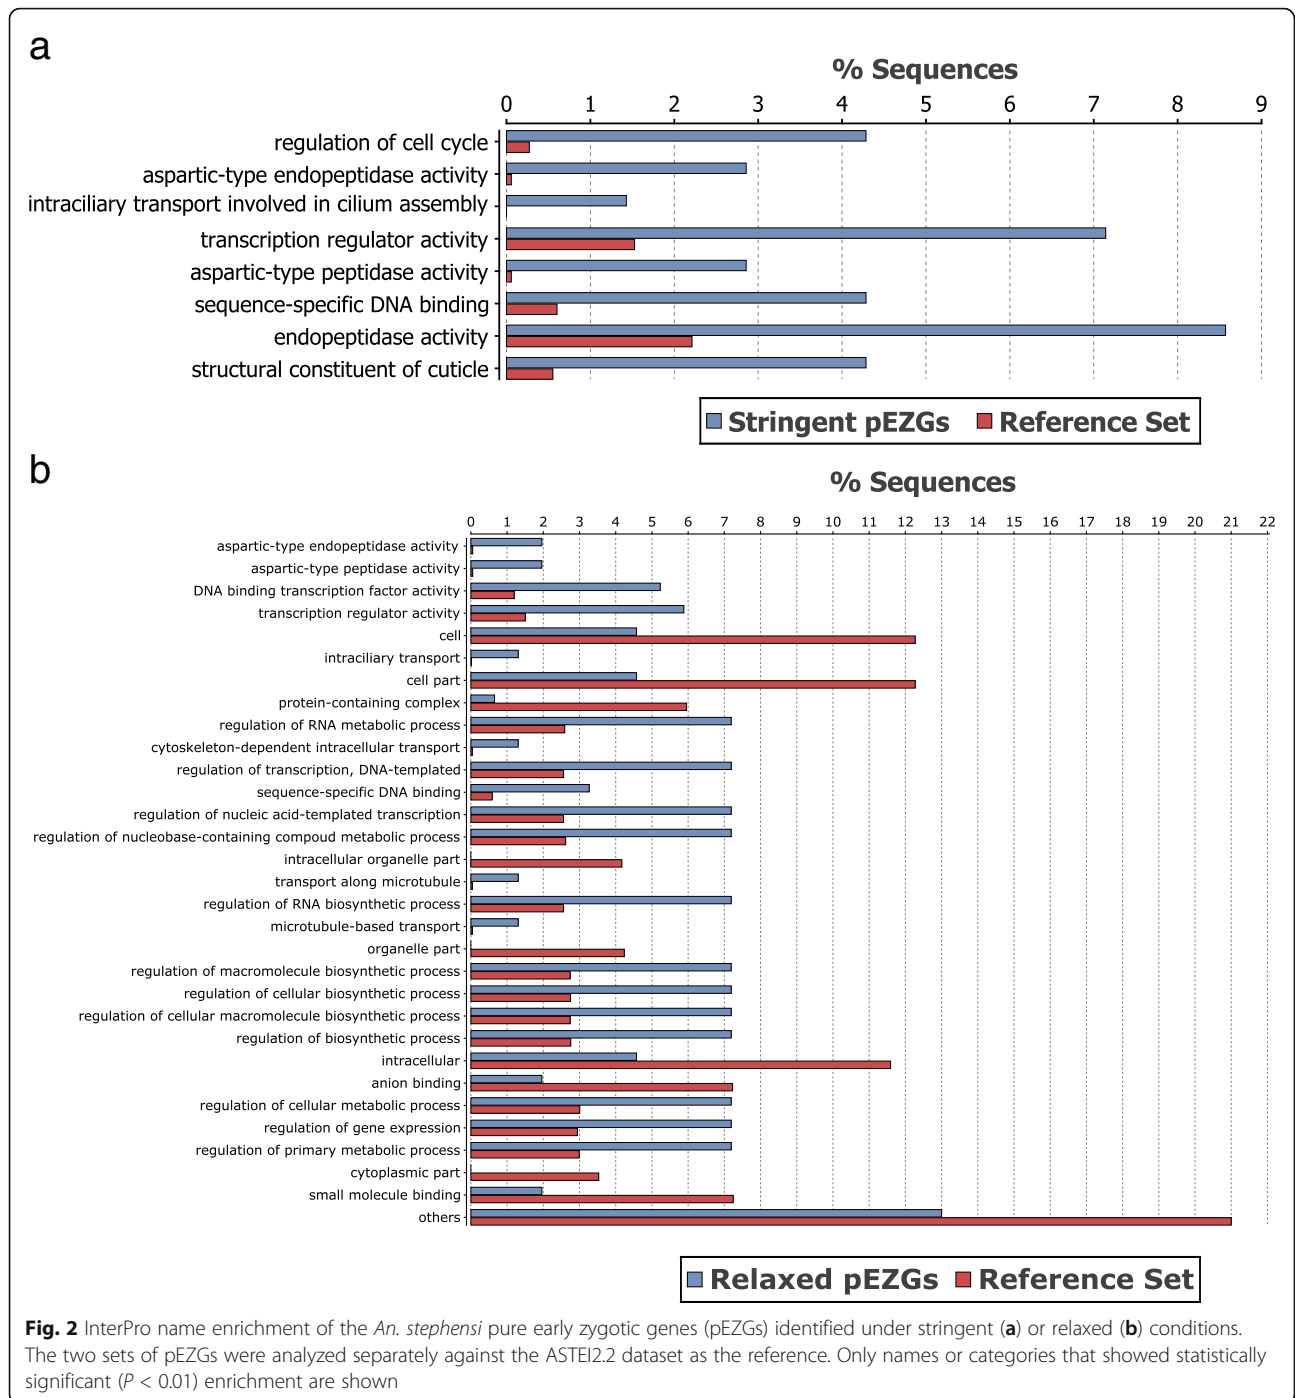 a
% Sequences
0 1 2 3 4 5 6 7 8 9
regulation of cell cycle
aspartic-type endopeptidase activity
intraciliary transport involved in cilium assembly
transcription regulator activity
aspartic-type peptidase activity
sequence-specific DNA binding
endopeptidase activity
structural constituent of cuticle
Stringent pEZGs Reference Set
b
% Sequences
0 1 2 3 4 5 6 7 8 9 10 11 12 13 14 15 16 17 18 19 20 21 22
aspartic-type endopeptidase activity
aspartic-type peptidase activity
DNA binding transcription factor activity
transcription regulator activity
cell
intraciliary transport
cell part
protein-containing complex
regulation of RNA metabolic process
cytoskeleton-dependent intracellular transport
regulation of transcription, DNA-templated
sequence-specific DNA binding
regulation of nucleic acid-templated transcription
regulation of nucleobase-containing compoud metabolic process
intracellular organelle part
transport along microtubule
regulation of RNA biosynthetic process
microtubule-based transport
organelle part
regulation of macromolecule biosynthetic process
regulation of cellular biosynthetic process
regulation of cellular macromolecule biosynthetic process
regulation of biosynthetic process
intracellular
anion binding
regulation of cellular metabolic process
regulation of gene expression
regulation of primary metabolic process
cytoplasmic part
small molecule binding
others
Relaxed pEZGs Reference Set
Fig. 2 InterPro name enrichment of the An. stephensi pure early zygotic genes (pEZGs) identified under stringent (a) or relaxed (b) conditions.
The two sets of pEZGs were analyzed separately against the ASTEI2.2 dataset as the reference. Only names or categories that showed statistically
significant (P < 0.01) enrichment are shown